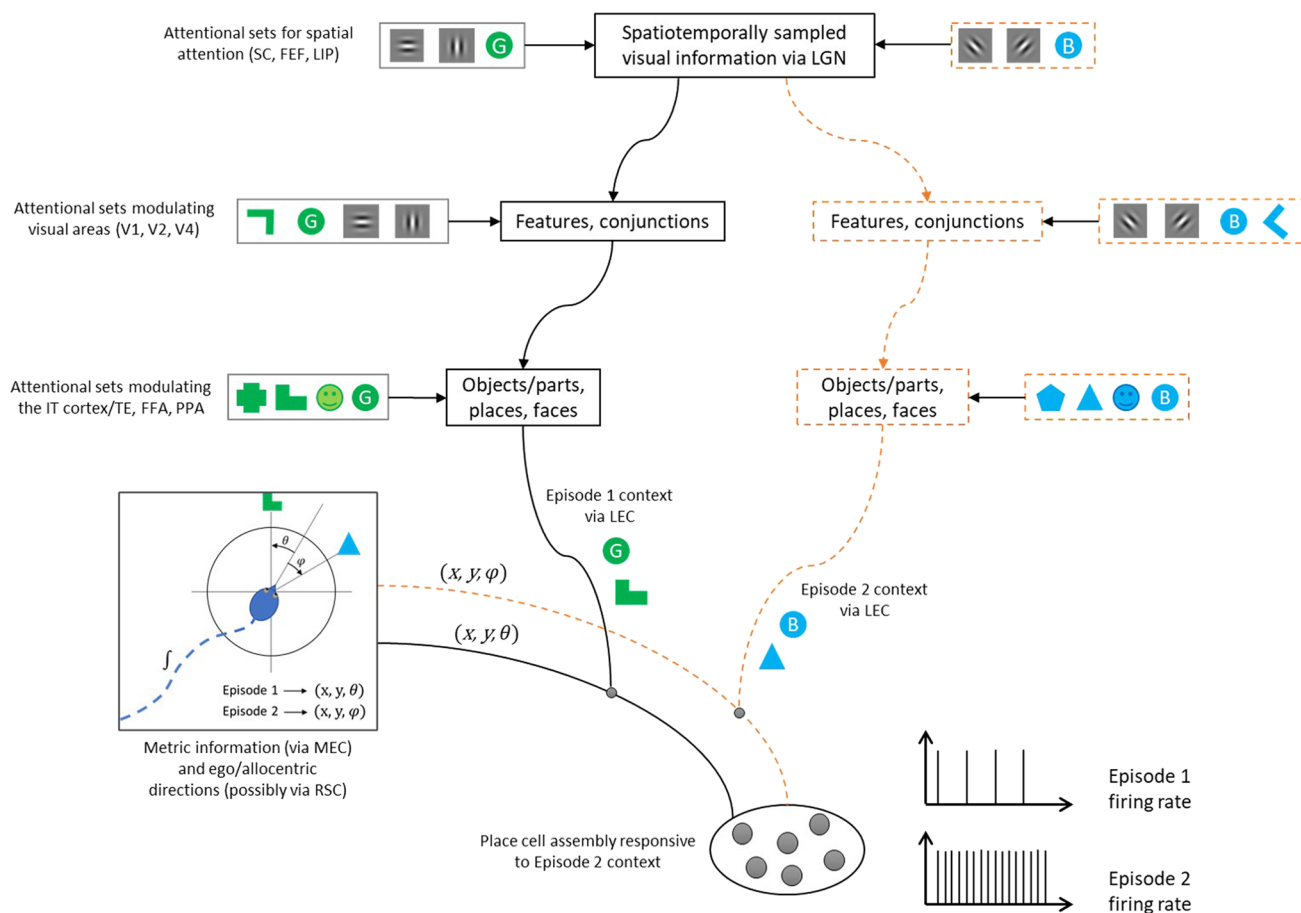 Attentional sets for spatial
attention (SC, FEF, LIP)
G
Spatiotemporally sampled
visual information via LGN
B
Attentional sets modulating
visual areas (V1, V2, V4)
G
Features, conjunctions
Features, conjunctions
B
Attentional sets modulating
the IT cortex/TE, FFA, PPA
G
Objects/parts,
places, faces
Objects/parts,
places, faces
B
Episode 1 context
via LEC
G
Episode 2 context
via LEC
B
θ
φ
∫
Episode 1 (x, y, θ)
Episode 2 (x, y, φ)
(x, y, φ)
(x, y, θ)
Metric information (via MEC)
and ego/allocentric
directions (possibly via RSC)
Place cell assembly responsive
to Episode 2 context
Episode 1
firing rate
Episode 2
firing rate